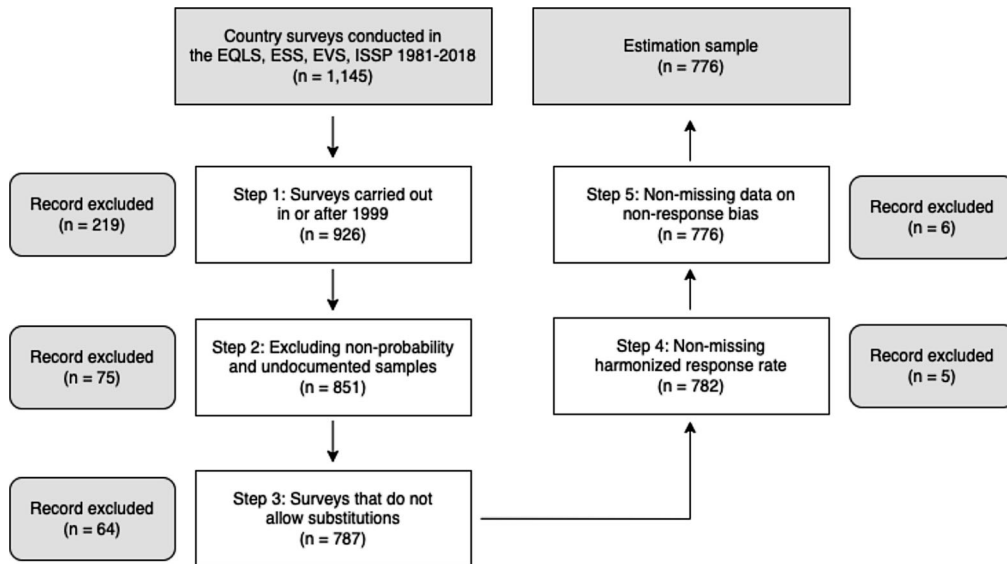 Country surveys conducted in
the EQLS, ESS, EVS, ISSP 1981-2018
(n = 1,145)
Record excluded
(n = 219)
Step 1: Surveys carried out
in or after 1999
(n = 926)
Record excluded
(n = 75)
Step 2: Excluding non-probability
and undocumented samples
(n = 851)
Record excluded
(n = 64)
Step 3: Surveys that do not
allow substitutions
(n = 787)
Step 4: Non-missing
harmonized response rate
(n = 782)
Record excluded
(n = 5)
Step 5: Non-missing data on
non-response bias
(n = 776)
Record excluded
(n = 6)
Estimation sample
(n = 776)